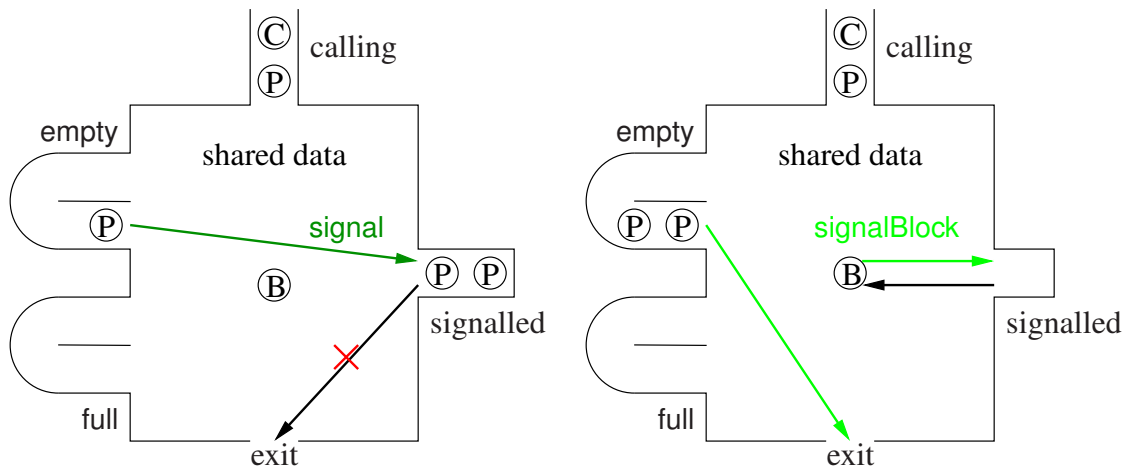 C
calling
P
empty
shared data
P
signal
B
P P
signalled
full
exit
C
calling
P
empty
shared data
P P
signalBlock
B
signalled
full
exit